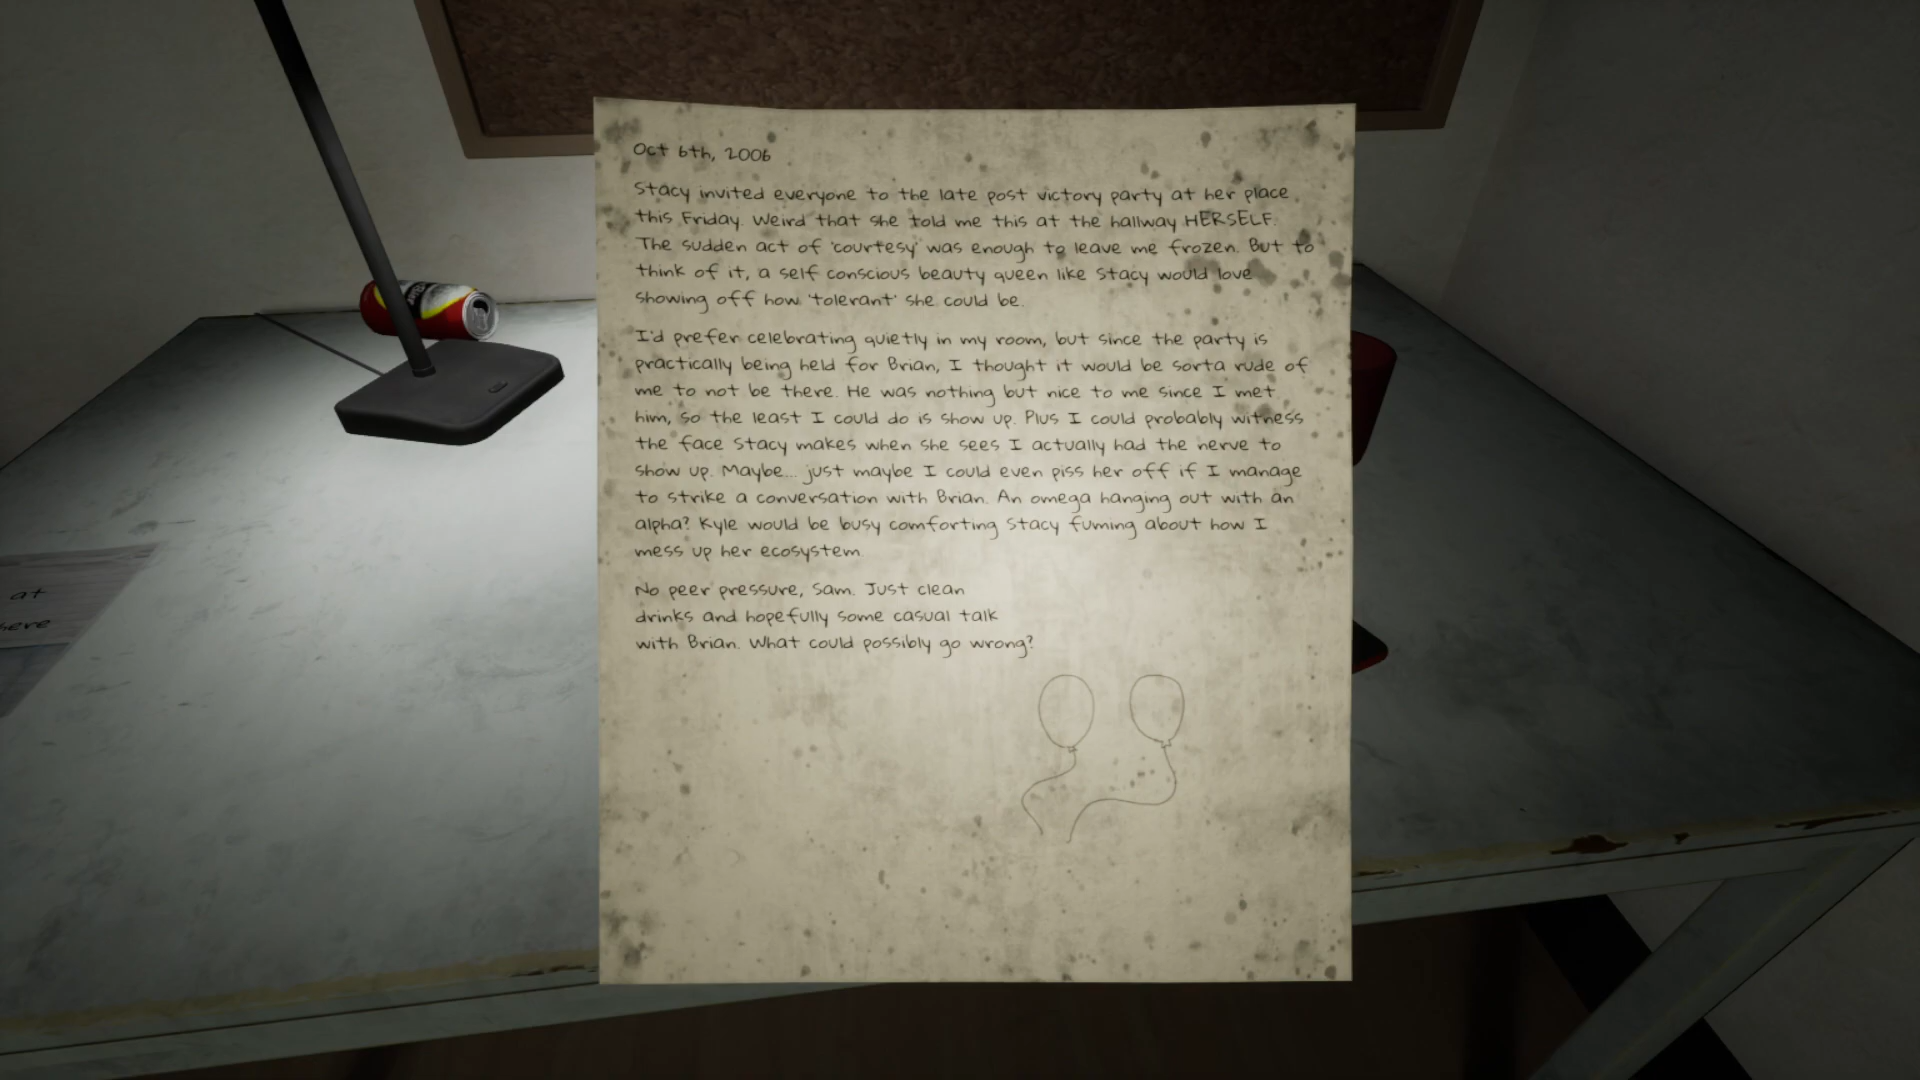 Oct 6th, 2006
Stacy invited everyone to the late post victory party at her place
this Friday. Weird that she told me this at the hallway HERSELF.
The sudden act of 'courtesy' was enough to leave me frozen. But to
think of it, a self conscious beauty queen like Stacy would love
showing off how 'tolerant' she could be.
I'd prefer celebrating quietly in my room, but since the party is
practically being held for Brian, I thought it would be sorta rude of
me to not be there. He was nothing but nice to me since I met
him, so the least I could do is show up. Plus I could probably witness
the face Stacy makes when she sees I actually had the nerve to
show up. Maybe... just maybe I could even piss her off if I manage
to strike a conversation with Brian. An omega hanging out with an
alpha? Kyle would be busy comforting Stacy fuming about how I
mess up her ecosystem.
No peer pressure, Sam. Just clean
drinks and hopefully some casual talk
with Brian. What could possibly go wrong?
at